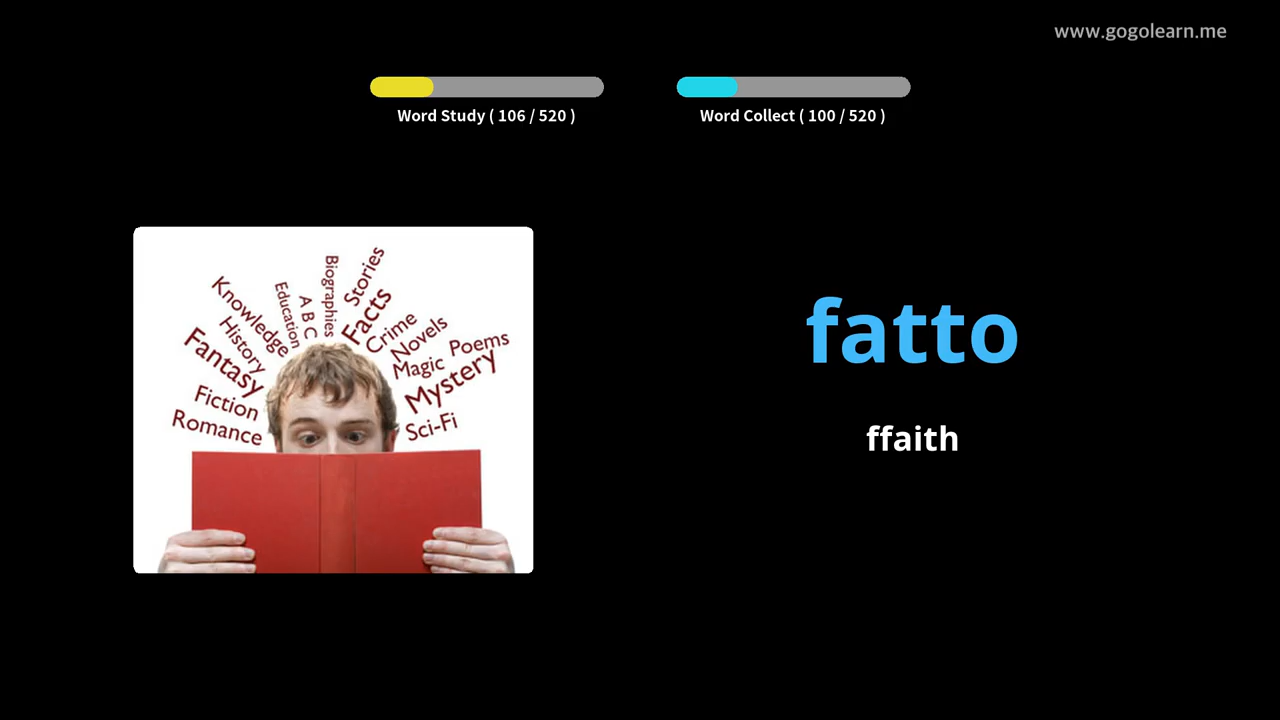 www.gogolearn.me
Word Study ( 106 / 520 )
Word Collect ( 100 / 520 )
Biographies
Stories
Education
A B C
Facts
Knowledge
Crime
History
Novels
Fantasy
Magic
Poems
Mystery
Fiction
Romance
Sci-Fi
fatto
ffaith